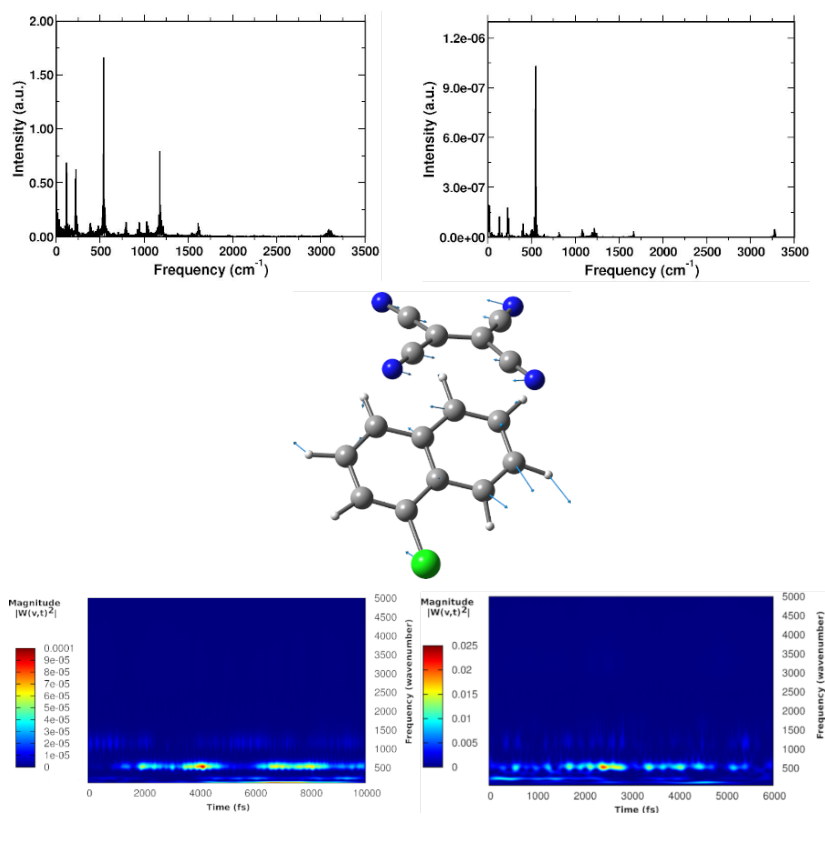 2.00
1.50
1.00
0.50
0.00
Intensity (a.u.)
0 500 1000 1500 2000 2500 3000 3500
Frequency (cm-1)
1.2e-06
9.0e-07
6.0e-07
3.0e-07
0.0e+00
Intensity (a.u.)
0 500 1000 1500 2000 2500 3000 3500
Frequency (cm-1)
Magnitude
|W(v,t)2|
0.0001
9e-05
8e-05
7e-05
6e-05
5e-05
4e-05
3e-05
2e-05
1e-05
0
5000
4500
4000
3500
3000
2500
2000
1500
1000
500
Frequency (wavenumber)
0 2000 4000 6000 8000 10000
Time (fs)
Magnitude
|W(v,t)2|
0.025
0.02
0.015
0.01
0.005
0
5000
4500
4000
3500
3000
2500
2000
1500
1000
500
Frequency (wavenumber)
0 1000 2000 3000 4000 5000 6000
Time (fs)